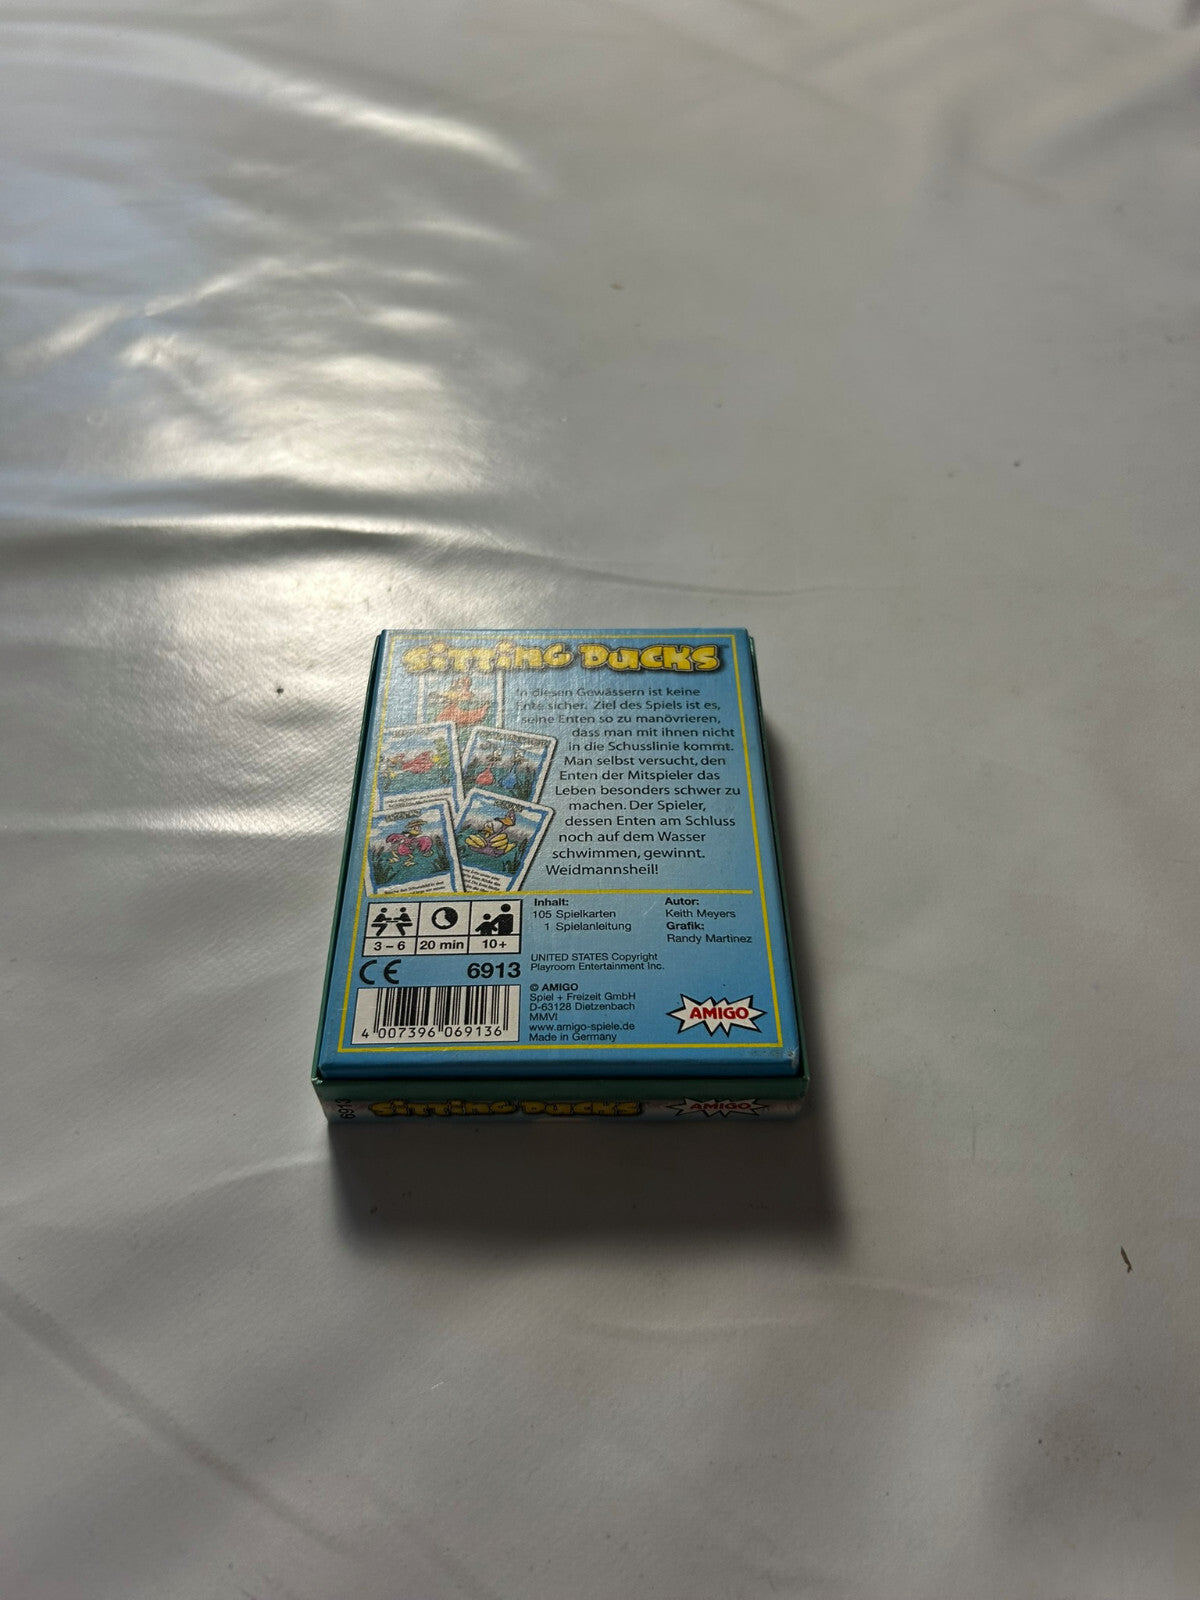 SITTING DUCKS
In diesen Gewässern ist keine
Ente sicher. Ziel des Spiels ist es,
seine Enten so zu manövrieren,
dass man mit ihnen nicht
in die Schusslinie kommt.
Man selbst versucht, den
Enten der Mitspieler das
Leben besonders schwer zu
machen. Der Spieler,
dessen Enten am Schluss
noch auf dem Wasser
schwimmen, gewinnt.
Weidmannsheil!
3 – 6
20 min
10+
CE
6913
4 007396 069136
Inhalt:
105 Spielkarten
1 Spielanleitung
Autor:
Keith Meyers
Grafik:
Randy Martinez
UNITED STATES Copyright
Playroom Entertainment Inc.
© AMIGO
Spiel + Freizeit GmbH
D-63128 Dietzenbach
MMVI
www.amigo-spiele.de
Made in Germany
AMIGO
6913
SITTING DUCKS
AMIGO